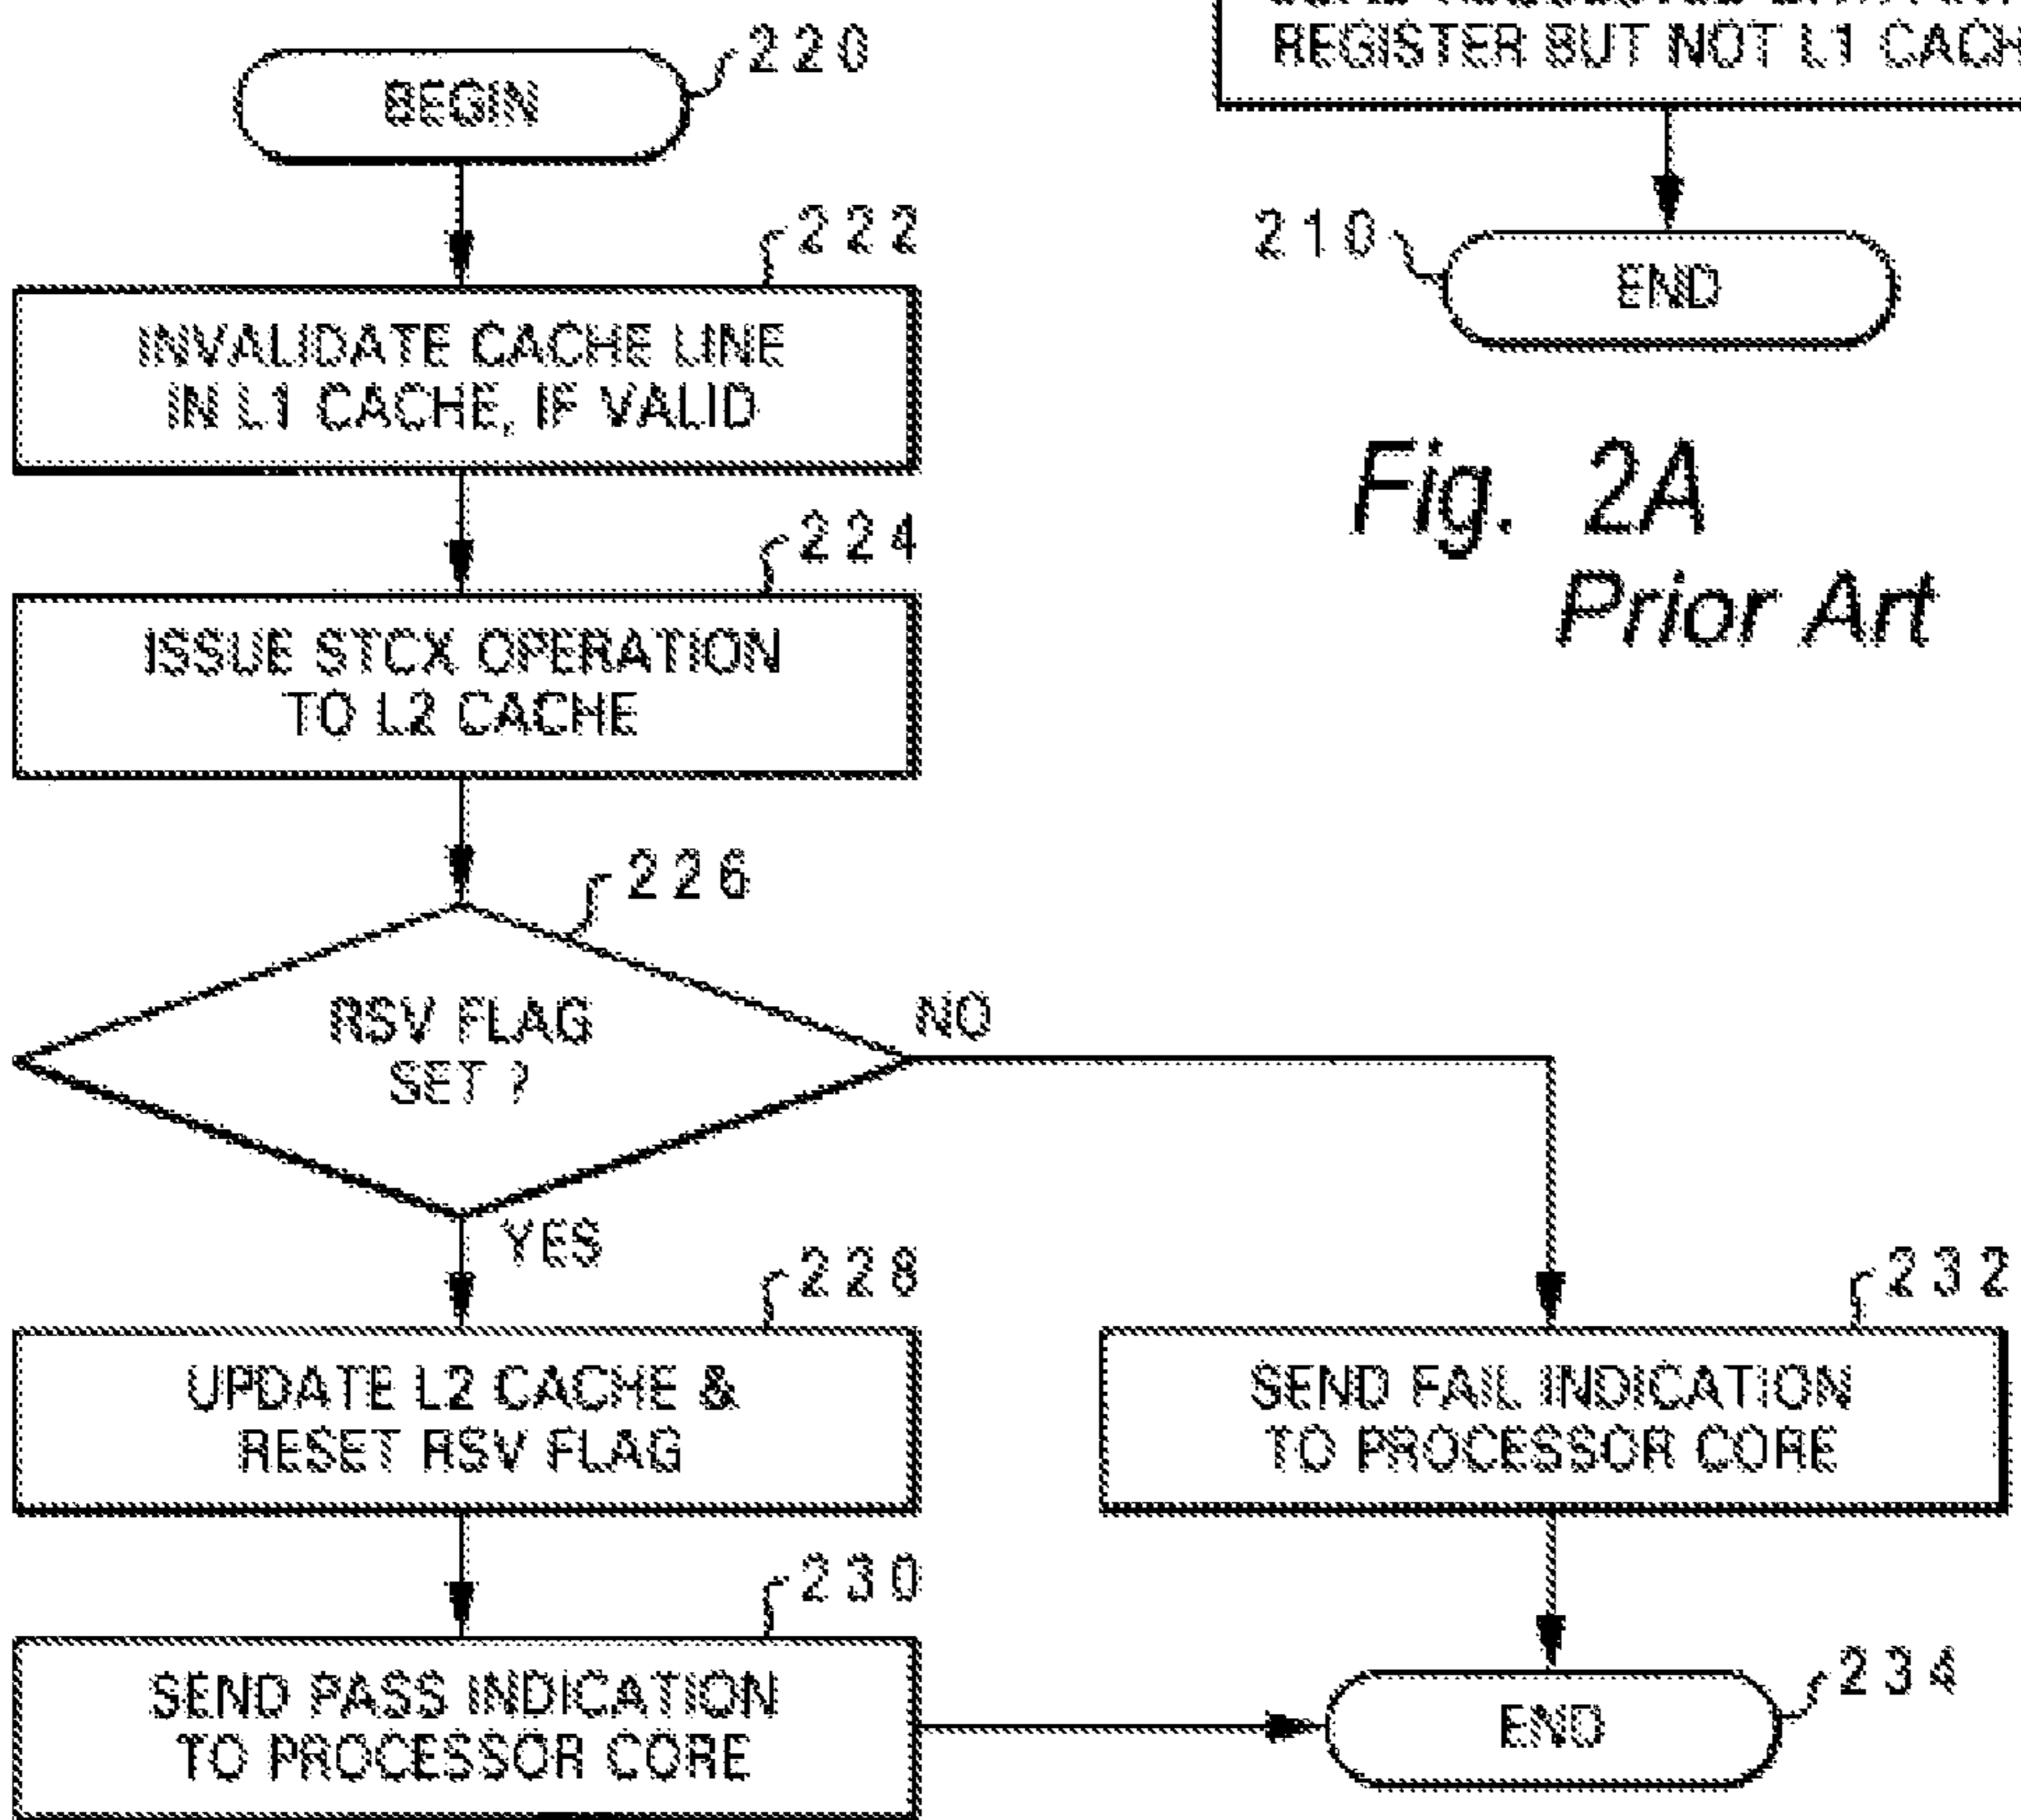 REGISTER BUT NOT L1 CACH
210
END
Fig. 2A
Prior Art
220
BEGIN
222
INVALIDATE CACHE LINE
IN L1 CACHE, IF VALID
224
ISSUE STCX OPERATION
TO L2 CACHE
226
RSV FLAG
SET ?
NO
YES
228
UPDATE L2 CACHE &
RESET RSV FLAG
230
SEND PASS INDICATION
TO PROCESSOR CORE
232
SEND FAIL INDICATION
TO PROCESSOR CORE
234
END